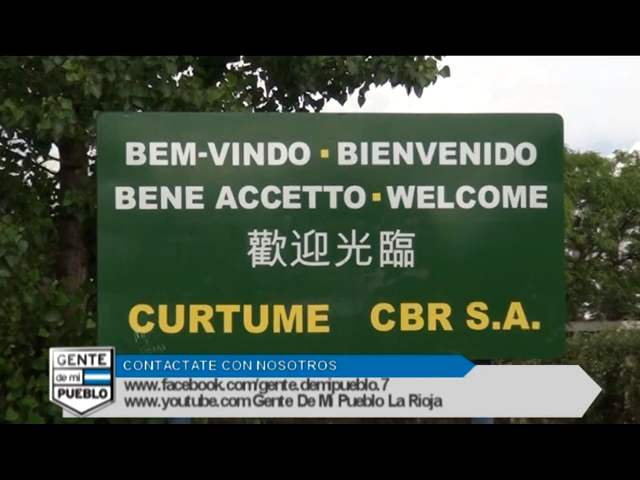 BEM-VINDO · BIENVENIDO
BENE ACCETTO · WELCOME
歡迎光臨
CURTUME CBR S.A.
GENTE de mi PUEBLO
CONTACTATE CON NOSOTROS
www.facebook.com/gente.demipueblo.7
www.youtube.com Gente De Mi Pueblo La Rioja